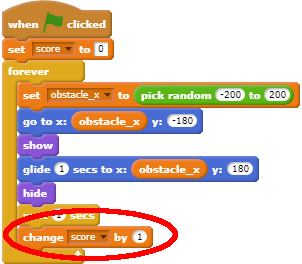 when clicked
set score to 0
forever
set obstacle_x to pick random -200 to 200
go to x: obstacle_x y: -180
show
glide 1 secs to x: obstacle_x y: 180
hide
1 secs
change score by 1